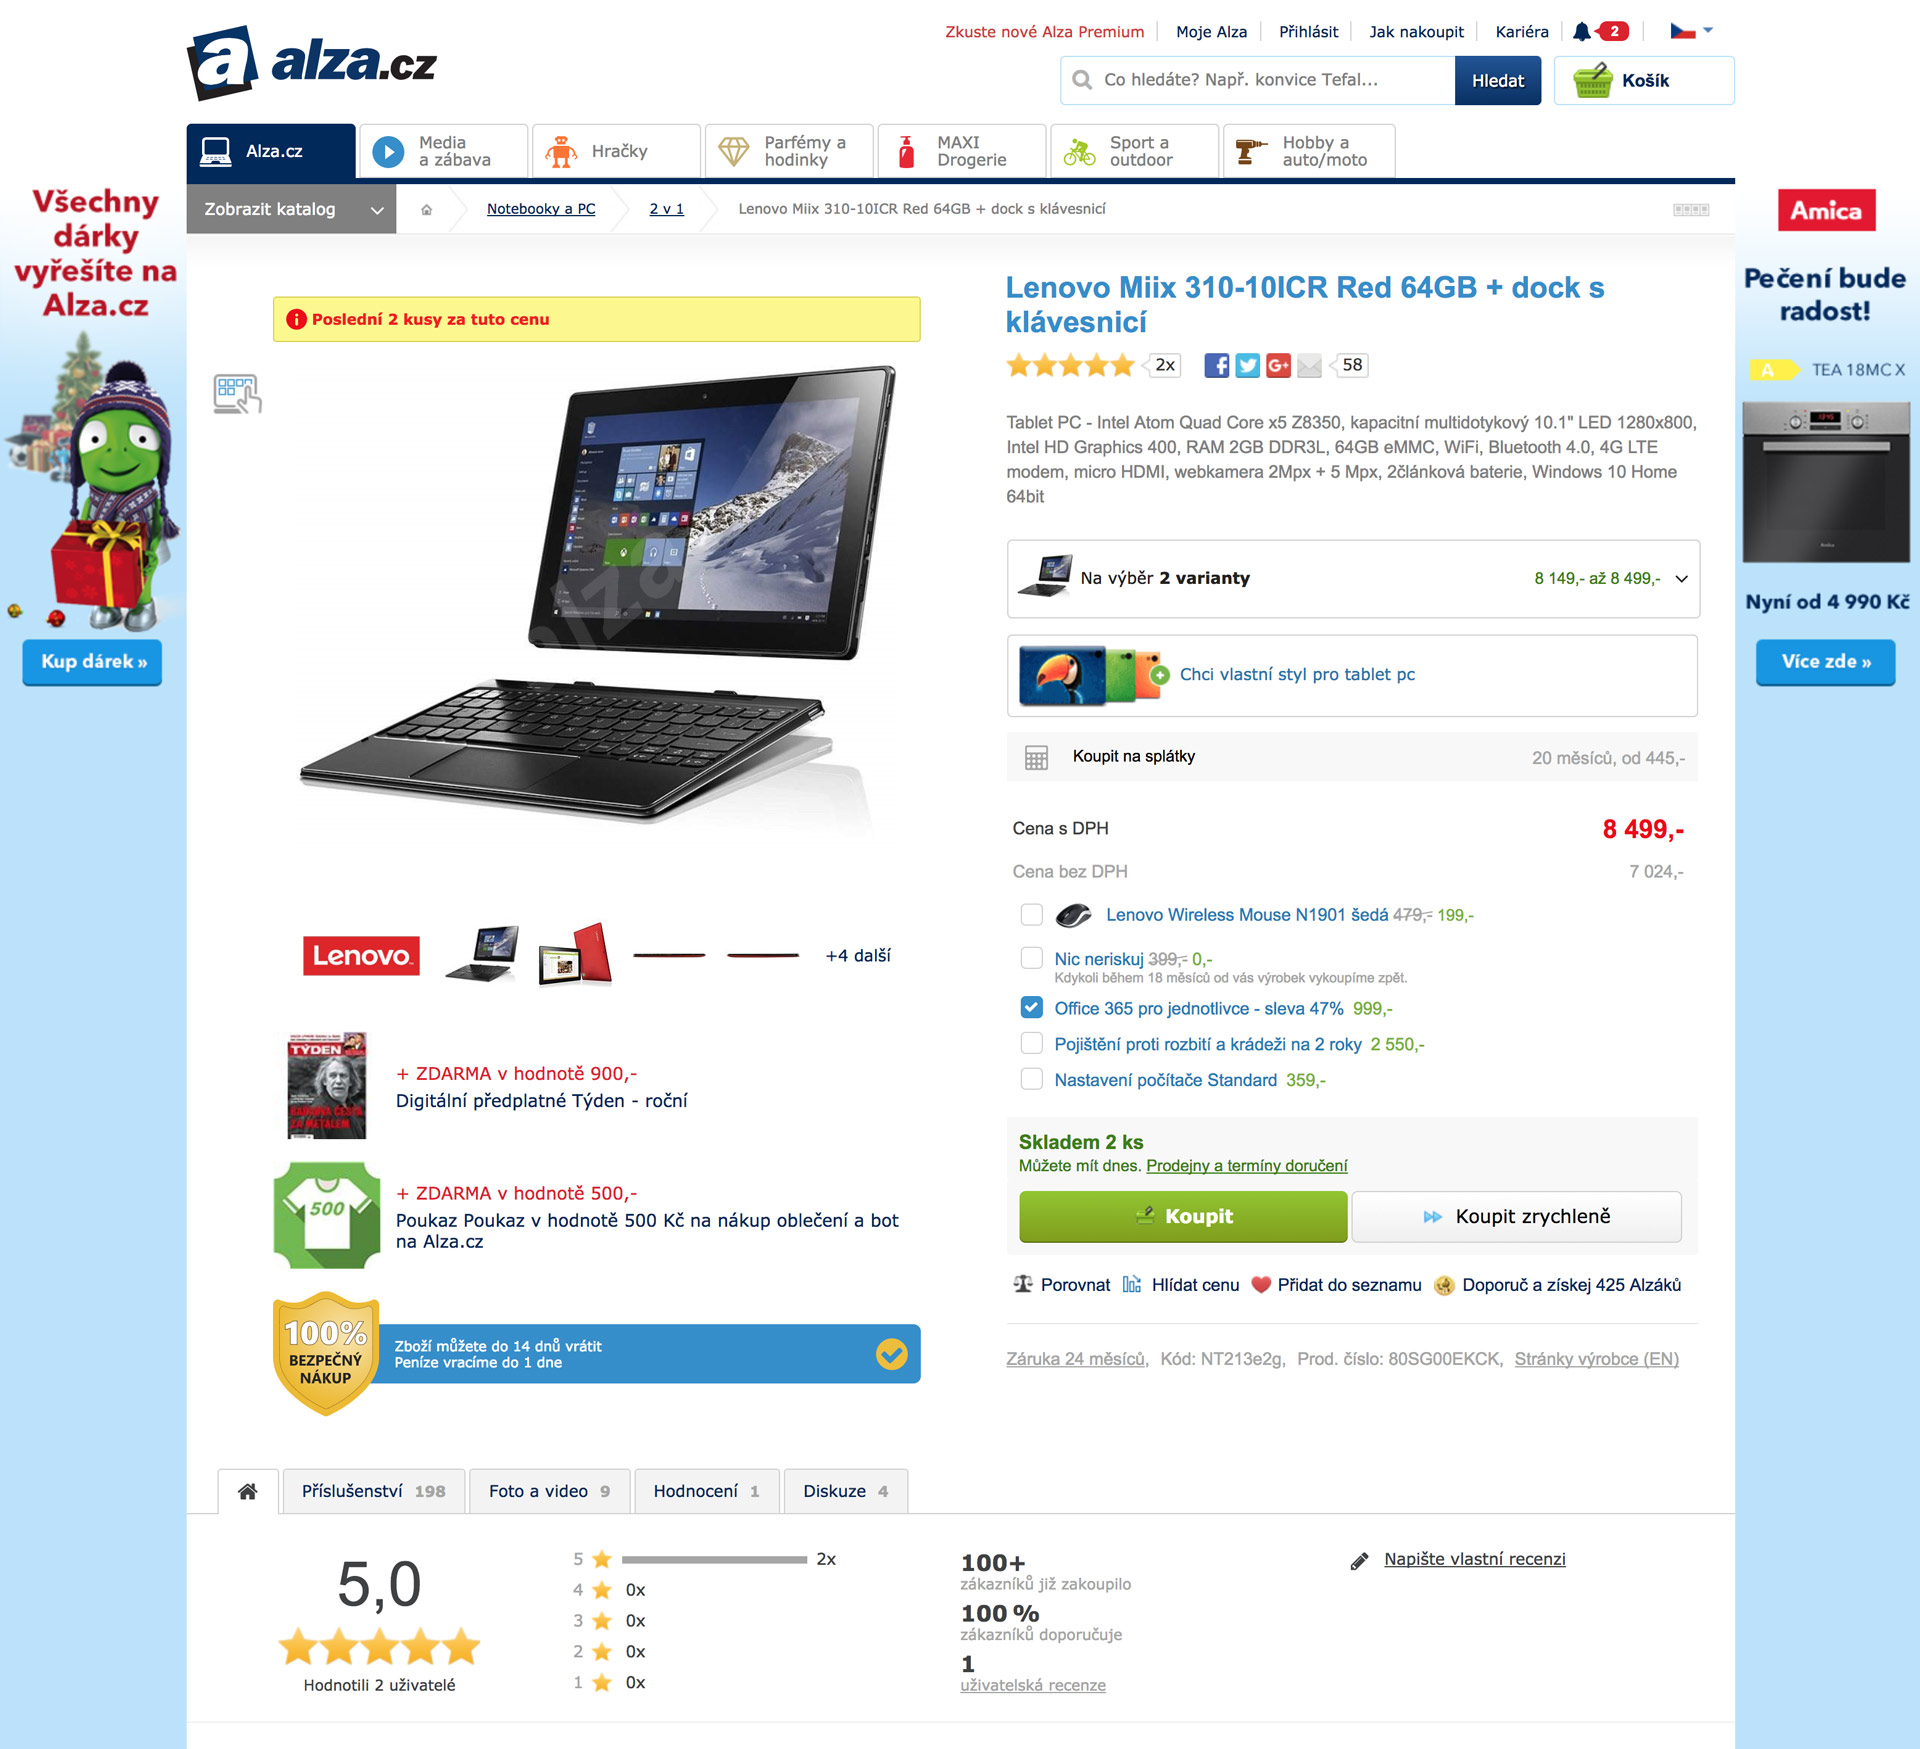 alza.cz
Zkuste nové Alza Premium
Moje Alza
Přihlásit
Jak nakoupit
Kariéra
2
Co hledáte? Např. konvice Tefal...
Hledat
Košík
Alza.cz
Media
a zábava
Hračky
Parfémy a
hodinky
MAXI
Drogerie
Sport a
outdoor
Hobby a
auto/moto
Zobrazit katalog
Notebooky a PC
2 v 1
Lenovo Miix 310-10ICR Red 64GB + dock s klávesnicí
Všechny
dárky
vyřešíte na
Alza.cz
Kup dárek »
Amica
Pečení bude
radost!
A
TEA 18MC X
Nyní od 4 990 Kč
Více zde »
Poslední 2 kusy za tuto cenu
alza
Lenovo
+4 další
TÝDEN
+ ZDARMA v hodnotě 900,-
Digitální předplatné Týden - roční
500
+ ZDARMA v hodnotě 500,-
Poukaz Poukaz v hodnotě 500 Kč na nákup oblečení a bot
na Alza.cz
100%
BEZPEČNÝ
NÁKUP
Zboží můžete do 14 dnů vrátit
Peníze vracíme do 1 dne
Lenovo Miix 310-10ICR Red 64GB + dock s
klávesnicí
2x
58
Tablet PC - Intel Atom Quad Core x5 Z8350, kapacitní multidotykový 10.1" LED 1280x800,
Intel HD Graphics 400, RAM 2GB DDR3L, 64GB eMMC, WiFi, Bluetooth 4.0, 4G LTE
modem, micro HDMI, webkamera 2Mpx + 5 Mpx, 2článková baterie, Windows 10 Home
64bit
Na výběr 2 varianty
8 149,- až 8 499,-
Chci vlastní styl pro tablet pc
Koupit na splátky
20 měsíců, od 445,-
Cena s DPH
8 499,-
Cena bez DPH
7 024,-
Lenovo Wireless Mouse N1901 šedá 479,- 199,-
Nic neriskuj 399,- 0,-
Kdykoli během 18 měsíců od vás výrobek vykoupíme zpět.
Office 365 pro jednotlivce - sleva 47% 999,-
Pojištění proti rozbití a krádeži na 2 roky 2 550,-
Nastavení počítače Standard 359,-
Skladem 2 ks
Můžete mít dnes. Prodejny a termíny doručení
Koupit
Koupit zrychleně
Porovnat
Hlídat cenu
Přidat do seznamu
Doporuč a získej 425 Alzáků
Záruka 24 měsíců, Kód: NT213e2g, Prod. číslo: 80SG00EKCK, Stránky výrobce (EN)
Příslušenství 198
Foto a video 9
Hodnocení 1
Diskuze 4
5,0
Hodnotili 2 uživatelé
5 2x
4 0x
3 0x
2 0x
1 0x
100+
zákazníků již zakoupilo
100 %
zákazníků doporučuje
1
uživatelská recenze
Napište vlastní recenzi